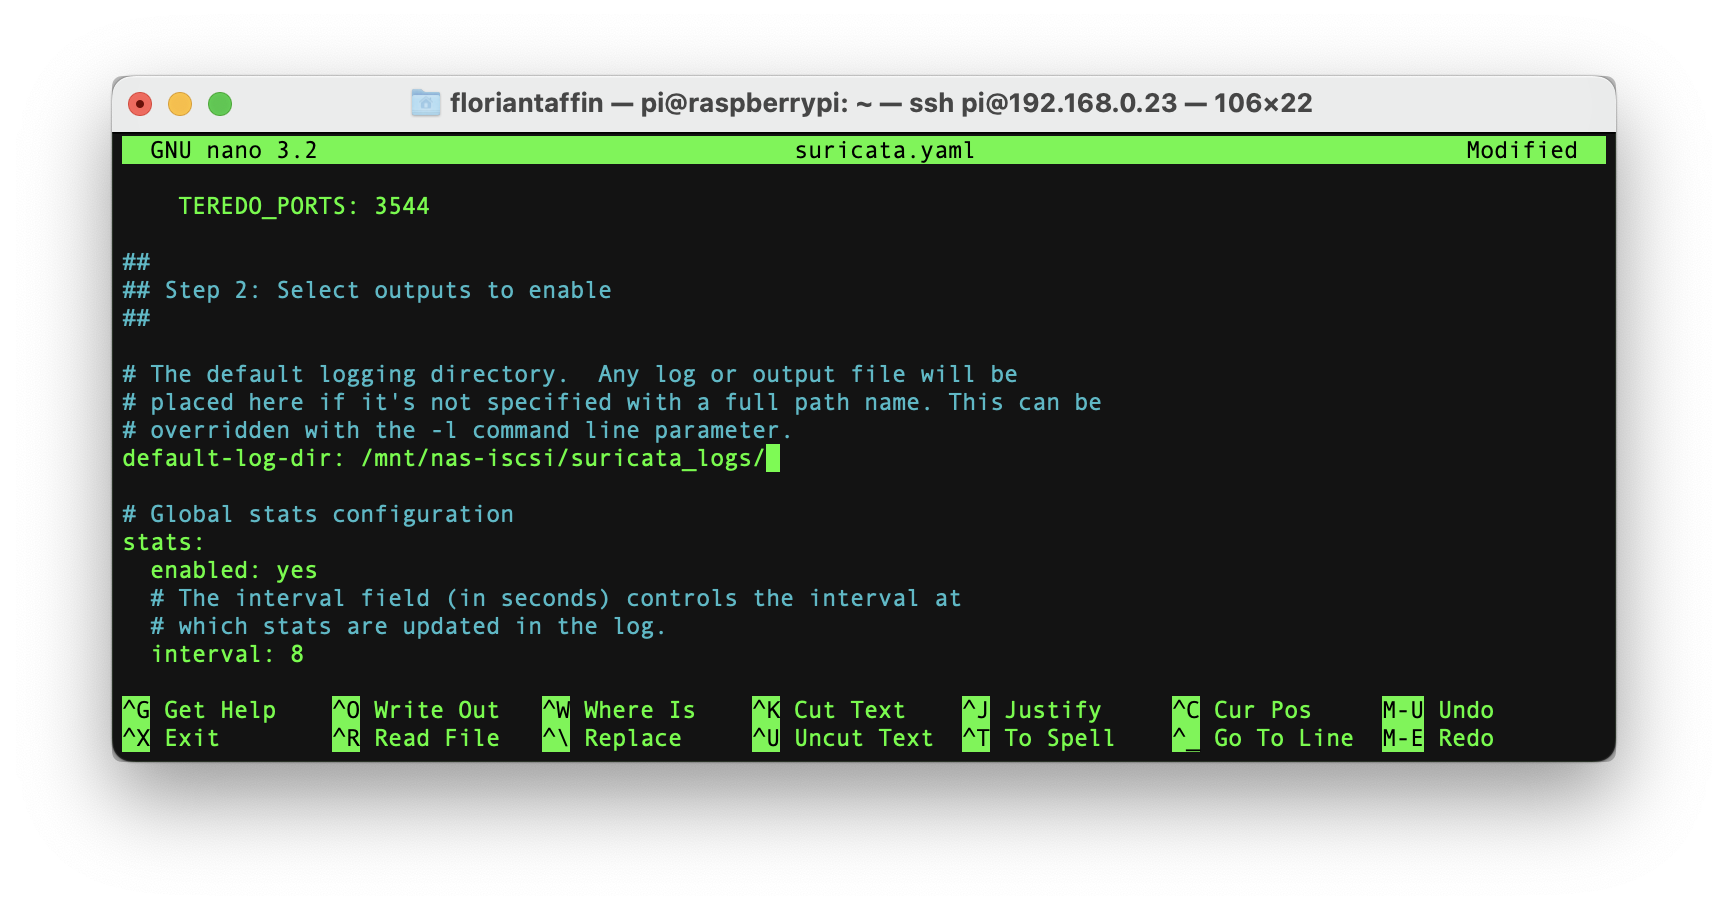 floriantaffin — pi@raspberrypi: ~ — ssh pi@192.168.0.23 — 106×22
GNU nano 3.2 suricata.yaml Modified
TEREDO_PORTS: 3544
##
## Step 2: Select outputs to enable
##
# The default logging directory.  Any log or output file will be
# placed here if it's not specified with a full path name. This can be
# overridden with the -l command line parameter.
default-log-dir: /mnt/nas-iscsi/suricata_logs/
# Global stats configuration
stats:
  enabled: yes
  # The interval field (in seconds) controls the interval at
  # which stats are updated in the log.
  interval: 8
^G Get Help ^O Write Out ^W Where Is ^K Cut Text ^J Justify ^C Cur Pos M-U Undo
^X Exit ^R Read File ^\ Replace ^U Uncut Text ^T To Spell ^_ Go To Line M-E Redo